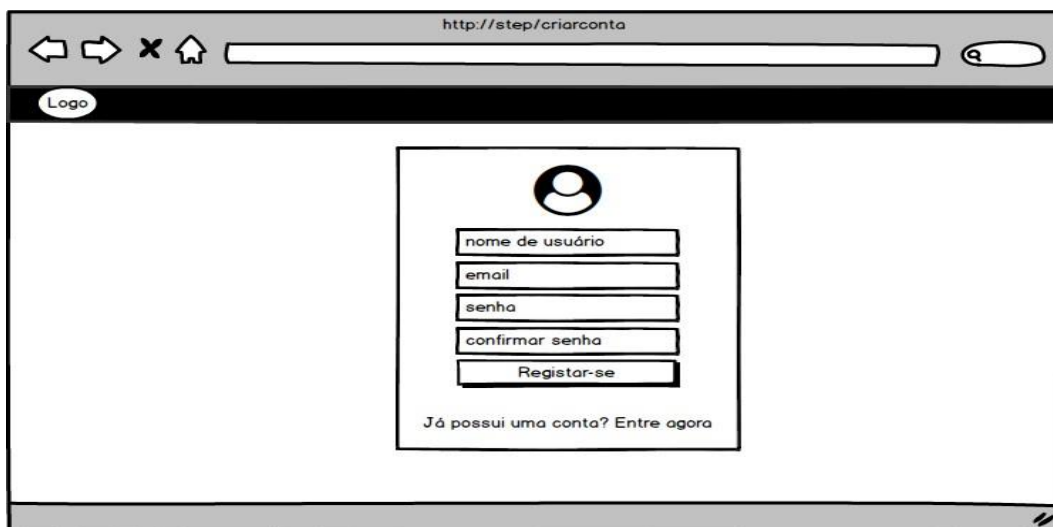 http://step/criarconta
Logo
nome de usuário
email
senha
confirmar senha
Registar-se
Já possui uma conta? Entre agora